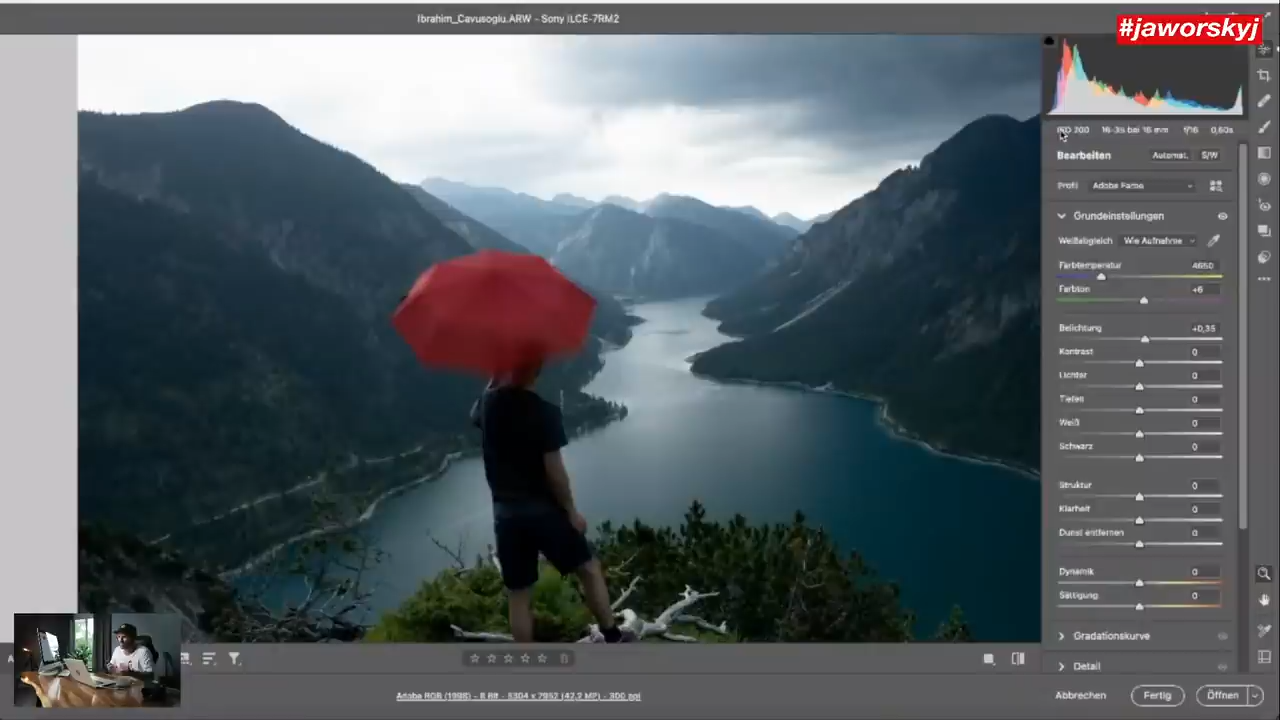 Ibrahim_Cavusoglu.ARW - Sony ILCE-7RM2
#jaworskyj
ISO 200 16-35 bei 16 mm f/16 0,60s
Bearbeiten Automat. S/W
Profil Adobe Farbe
Grundeinstellungen
Weißabgleich Wie Aufnahme
Farbtemperatur 4650
Farbton +6
Belichtung +0,35
Kontrast 0
Lichter 0
Tiefen 0
Weiß 0
Schwarz 0
Struktur 0
Klarheit 0
Dunst entfernen 0
Dynamik 0
Sättigung 0
Gradationskurve
Detail
Adobe RGB (1998) - 8 Bit - 5304 x 7952 (42,2 MP) - 300 ppi
Abbrechen Fertig Öffnen